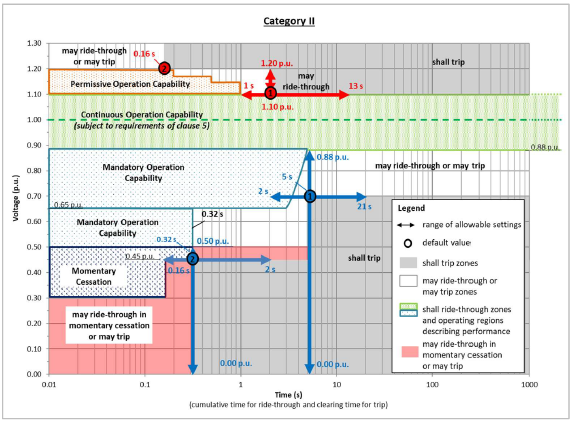 Category II
1.30
1.20
1.10
1.00
0.90
0.80
0.70
0.60
0.50
0.40
0.30
0.20
0.10
0.00
Voltage (p.u.)
may ride-through
or may trip
0.16 s
2
Permissive Operation Capability
1.20 p.u.
may
ride-through
1 s
1
13 s
1.10 p.u.
shall trip
Continuous Operation Capability
(subject to requirements of clause 5)
0.88 p.u.
0.88 p.u.
Mandatory Operation
Capability
may ride-through or may trip
5 s
2 s
1
21 s
0.65 p.u.
0.32 s
Mandatory Operation
Capability
0.32 s
0.50 p.u.
0.45 p.u.
2
0.16 s
2 s
Momentary
Cessation
shall trip
may ride-through in
momentary cessation
or may trip
0.00 p.u.
0.00 p.u.
Legend
range of allowable settings
default value
shall trip zones
may ride-through or
may trip zones
shall ride-through zones
and operating regions
describing performance
may ride-through in
momentary cessation
or may trip
0.01
0.1
1
10
100
1000
Time (s)
(cumulative time for ride-through and clearing time for trip)